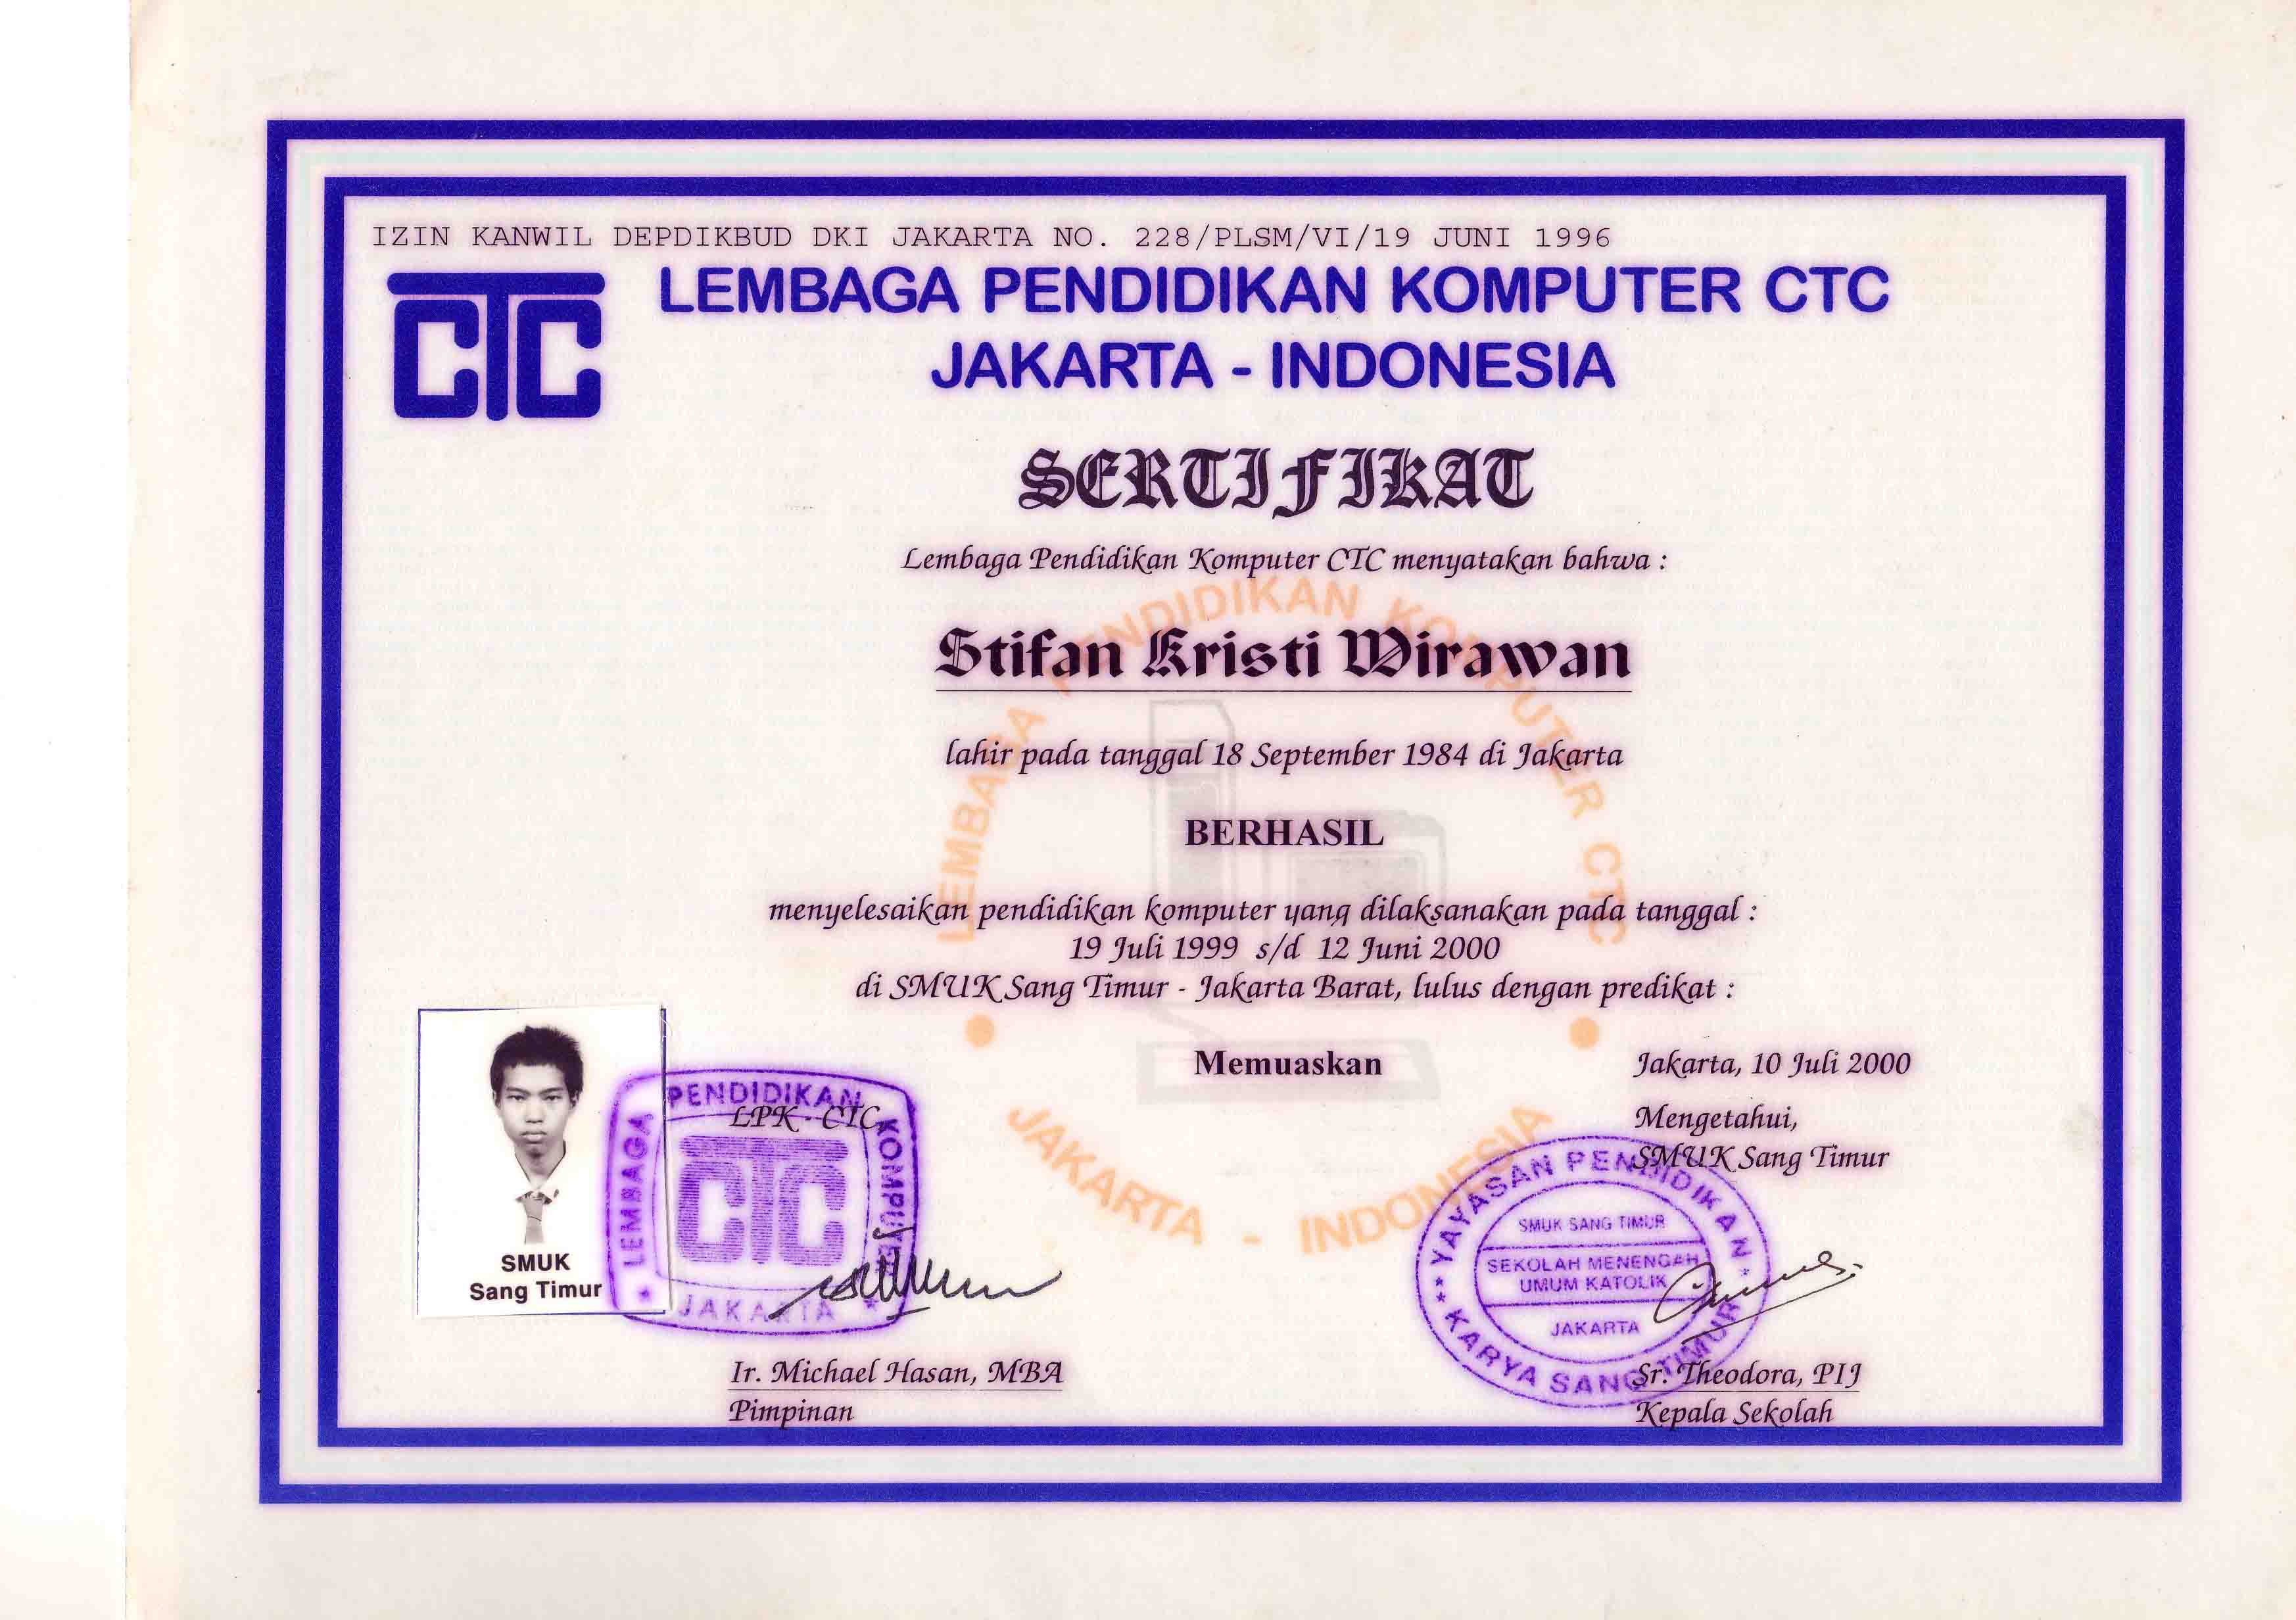 IZIN KANWIL DEPDIKBUD DKI JAKARTA NO. 228/PLSM/VI/19 JUNI 1996
CTC
LEMBAGA PENDIDIKAN KOMPUTER CTC
JAKARTA - INDONESIA
SERTIFIKAT
Lembaga Pendidikan Komputer CTC menyatakan bahwa :
Stifan Kristi Wirawan
lahir pada tanggal 18 September 1984 di Jakarta
BERHASIL
menyelesaikan pendidikan komputer yang dilaksanakan pada tanggal :
19 Juli 1999 s/d 12 Juni 2000
di SMUK Sang Timur - Jakarta Barat, lulus dengan predikat :
Memuaskan
LEMBAGA PENDIDIKAN KOMPUTER CTC
JAKARTA - INDONESIA
SMUK
Sang Timur
LPK - CTC
LEMBAGA PENDIDIKAN KOMPUTER
CTC
JAKARTA
Ir. Michael Hasan, MBA
Pimpinan
Jakarta, 10 Juli 2000
Mengetahui,
SMUK Sang Timur
YAYASAN PENDIDIKAN
KARYA SANG TIMUR
SMUK SANG TIMUR
SEKOLAH MENENGAH
UMUM KATOLIK
JAKARTA
Sr. Theodora, PIJ
Kepala Sekolah